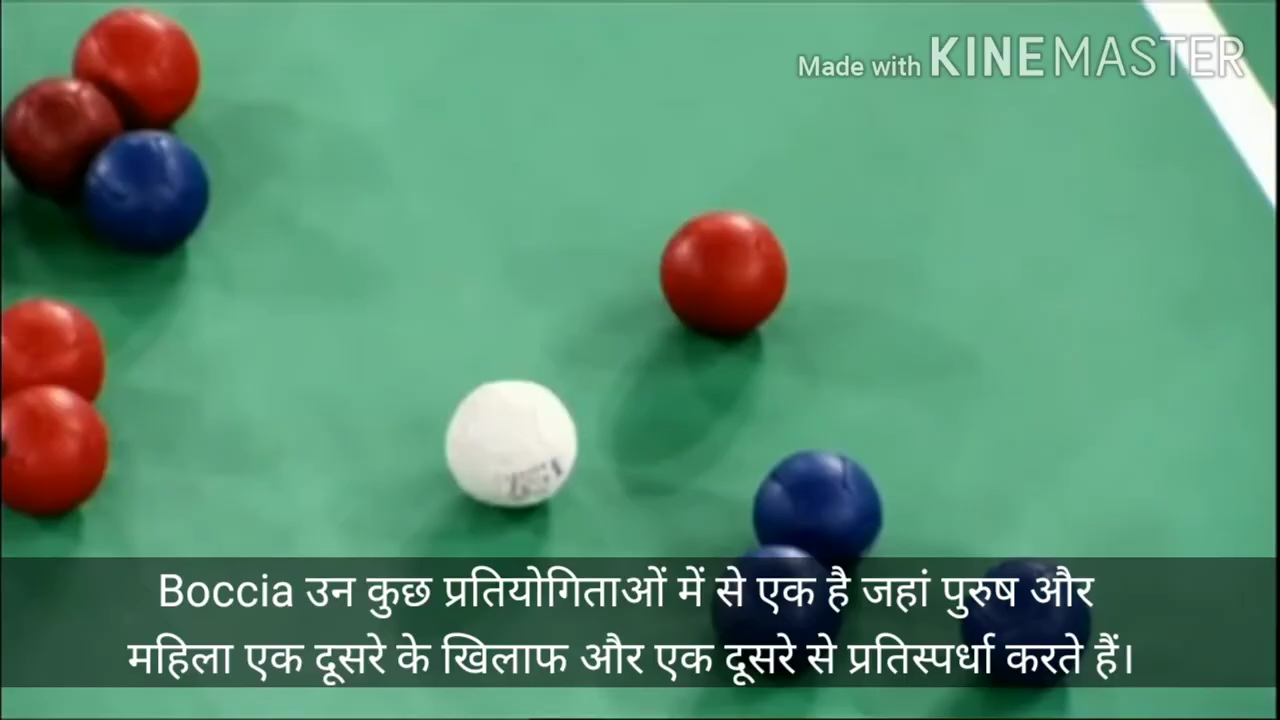 Made with KINEMASTER
Boccia उन कुछ प्रतियोगिताओं में से एक है जहां पुरुष और
महिला एक दूसरे के खिलाफ और एक दूसरे से प्रतिस्पर्धा करते हैं।